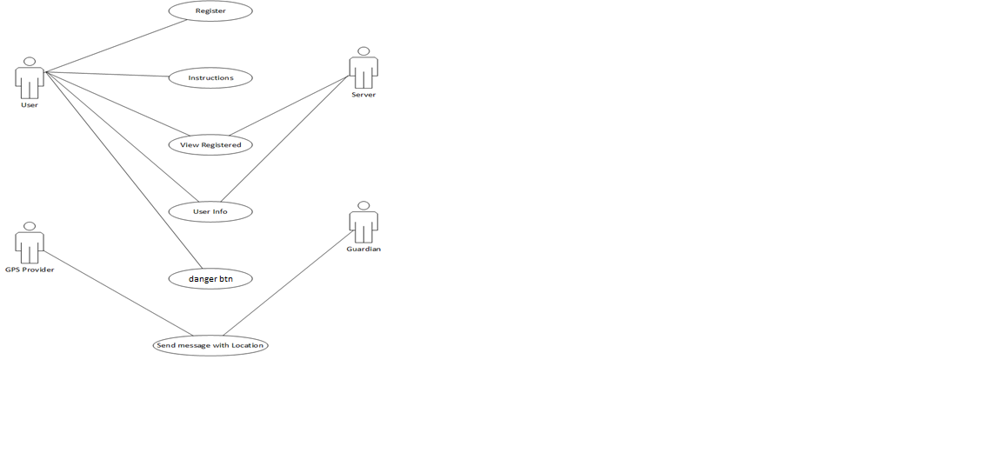 Register
Instructions
User
Server
View Registered
User Info
Guardian
GPS Provider
danger btn
Send message with Location